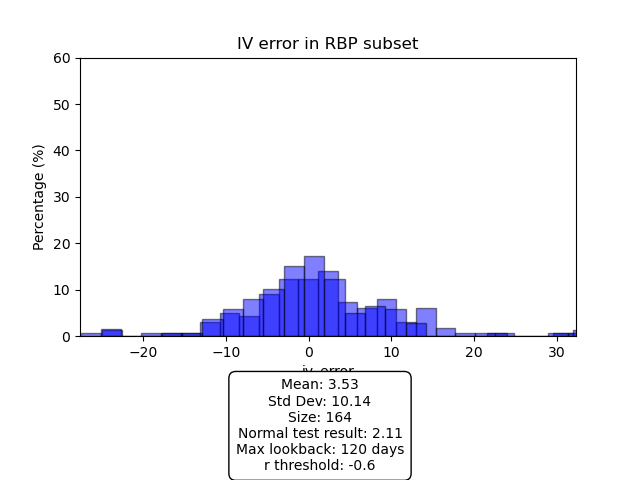 IV error in RBP subset
60
50
40
30
20
10
0
Percentage (%)
−20
−10
0
10
20
30
iv_error
Mean: 3.53
Std Dev: 10.14
Size: 164
Normal test result: 2.11
Max lookback: 120 days
r threshold: -0.6